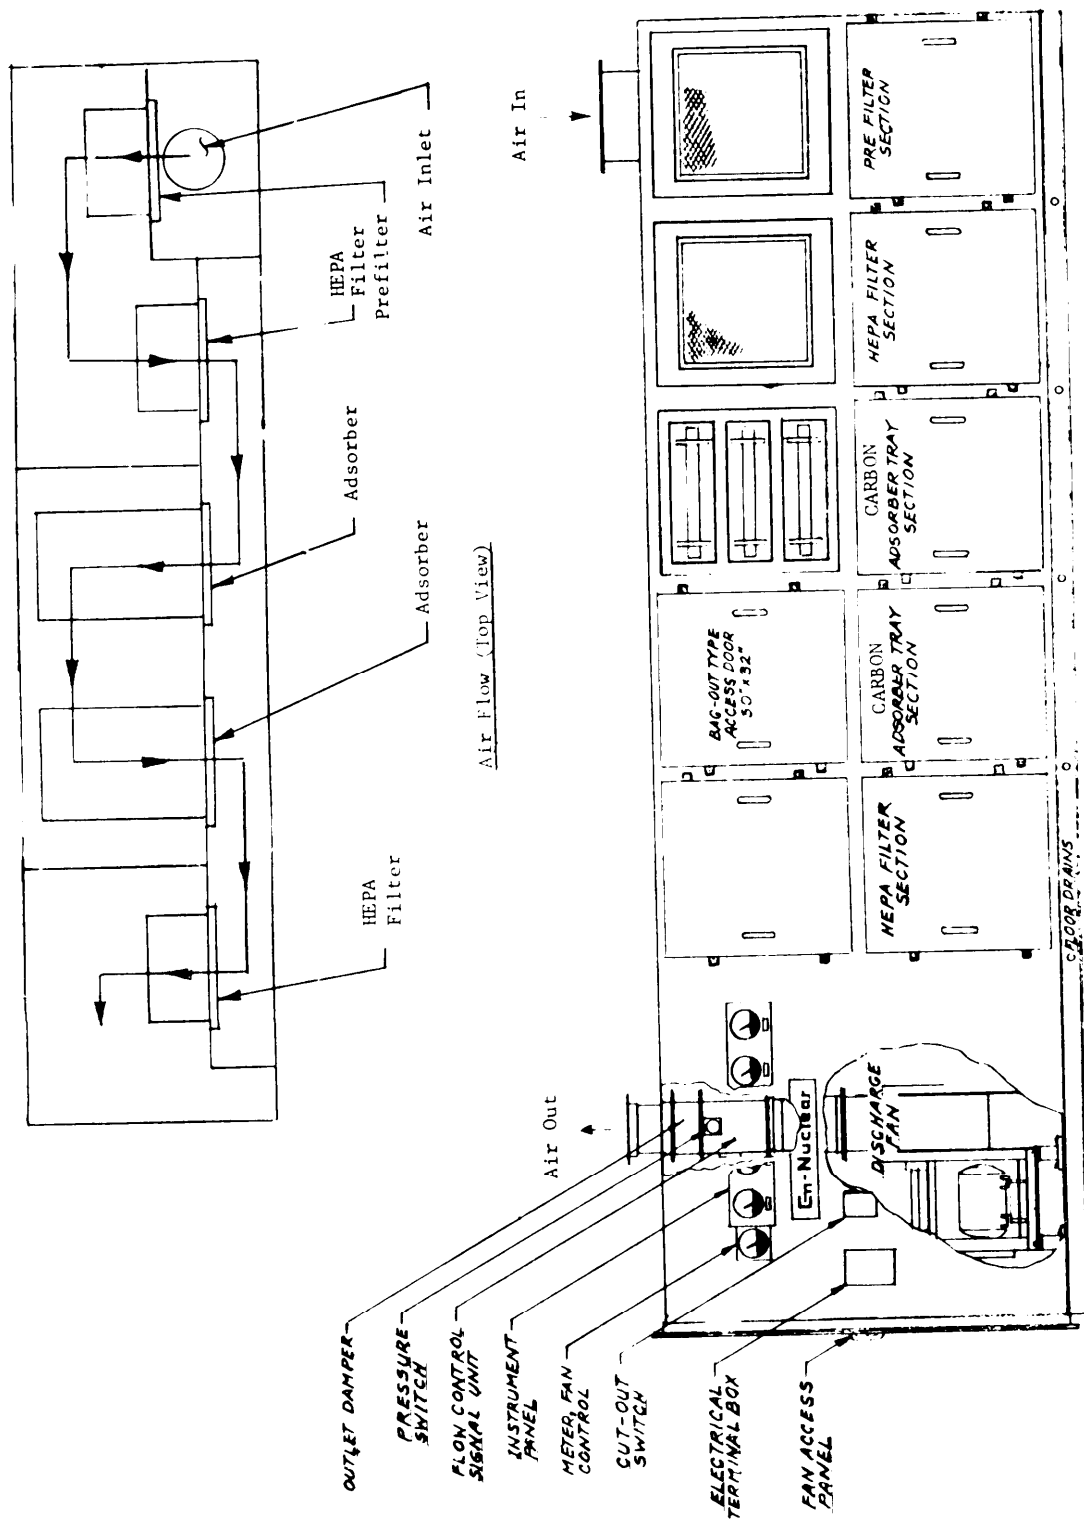 HEPA
Filter
Adsorber
Adsorber
HEPA
Filter
Prefilter
Air Inlet
Air Flow (Top View)
Air Out
Air In
OUTLET DAMPER
PRESSURE
SWITCH
FLOW CONTROL
SIGNAL UNIT
INSTRUMENT
PANEL
METER, FAN
CONTROL
CUT-OUT
SWITCH
ELECTRICAL
TERMINAL BOX
FAN ACCESS
PANEL
Nuclear
DISCHARGE
FAN
BAG-OUT TYPE
ACCESS DOOR
HEPA FILTER
SECTION
CARBON
ADSORBER TRAY
SECTION
CARBON
ADSORBER TRAY
SECTION
HEPA FILTER
SECTION
PRE FILTER
SECTION
FLOOR DRAINS